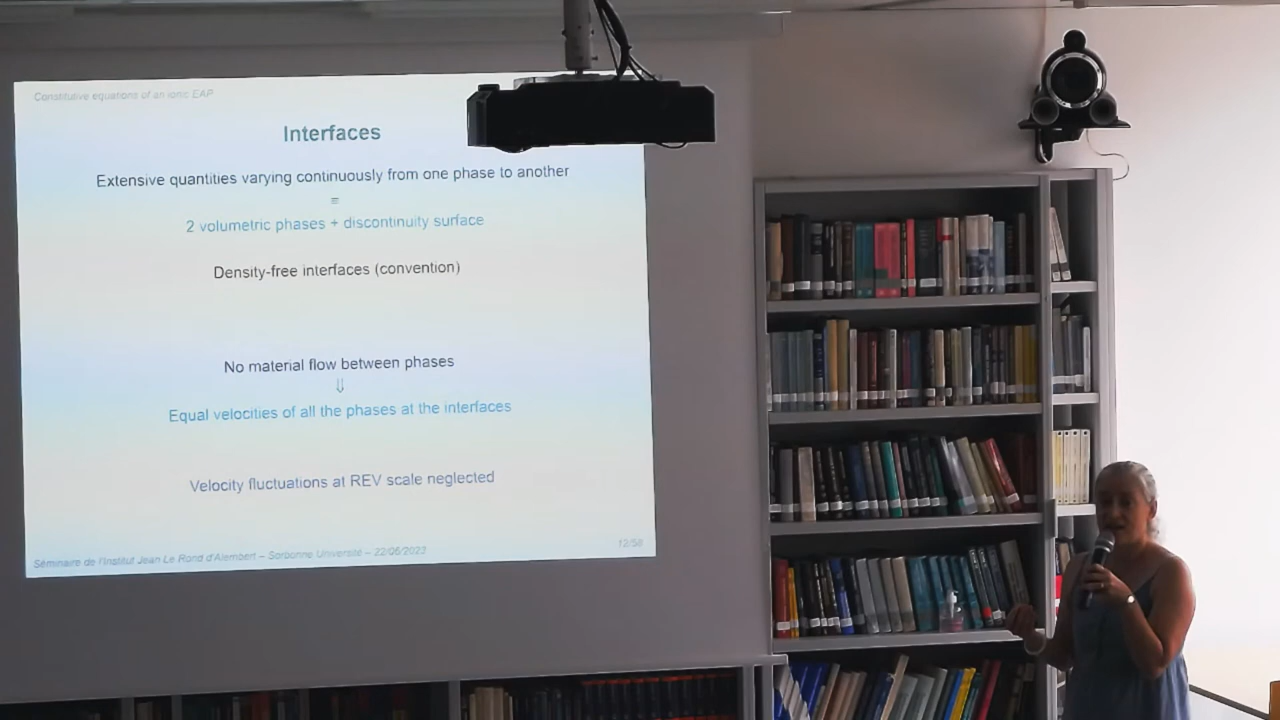 Constitutive equations of an ionic EAP
Interfaces
Extensive quantities varying continuously from one phase to another
≡
2 volumetric phases + discontinuity surface
Density-free interfaces (convention)
No material flow between phases
⇓
Equal velocities of all the phases at the interfaces
Velocity fluctuations at REV scale neglected
Séminaire de l'Institut Jean Le Rond d'Alembert – Sorbonne Université – 22/06/2023
12/58